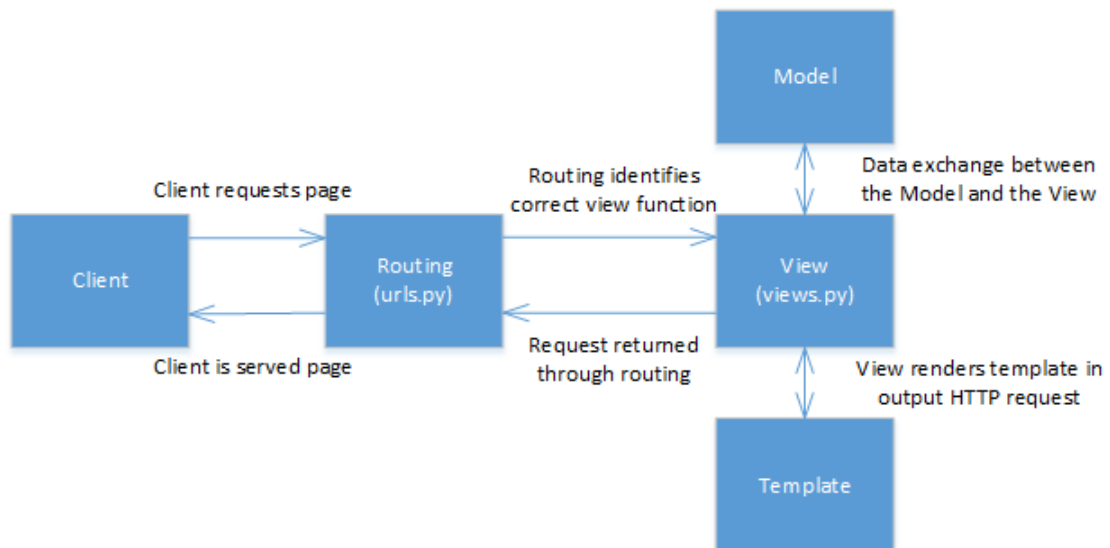 Model
Data exchange between
the Model and the View
Client requests page
Routing identifies
correct view function
Client
Routing
(urls.py)
View
(views.py)
Client is served page
Request returned
through routing
View renders template in
output HTTP request
Template